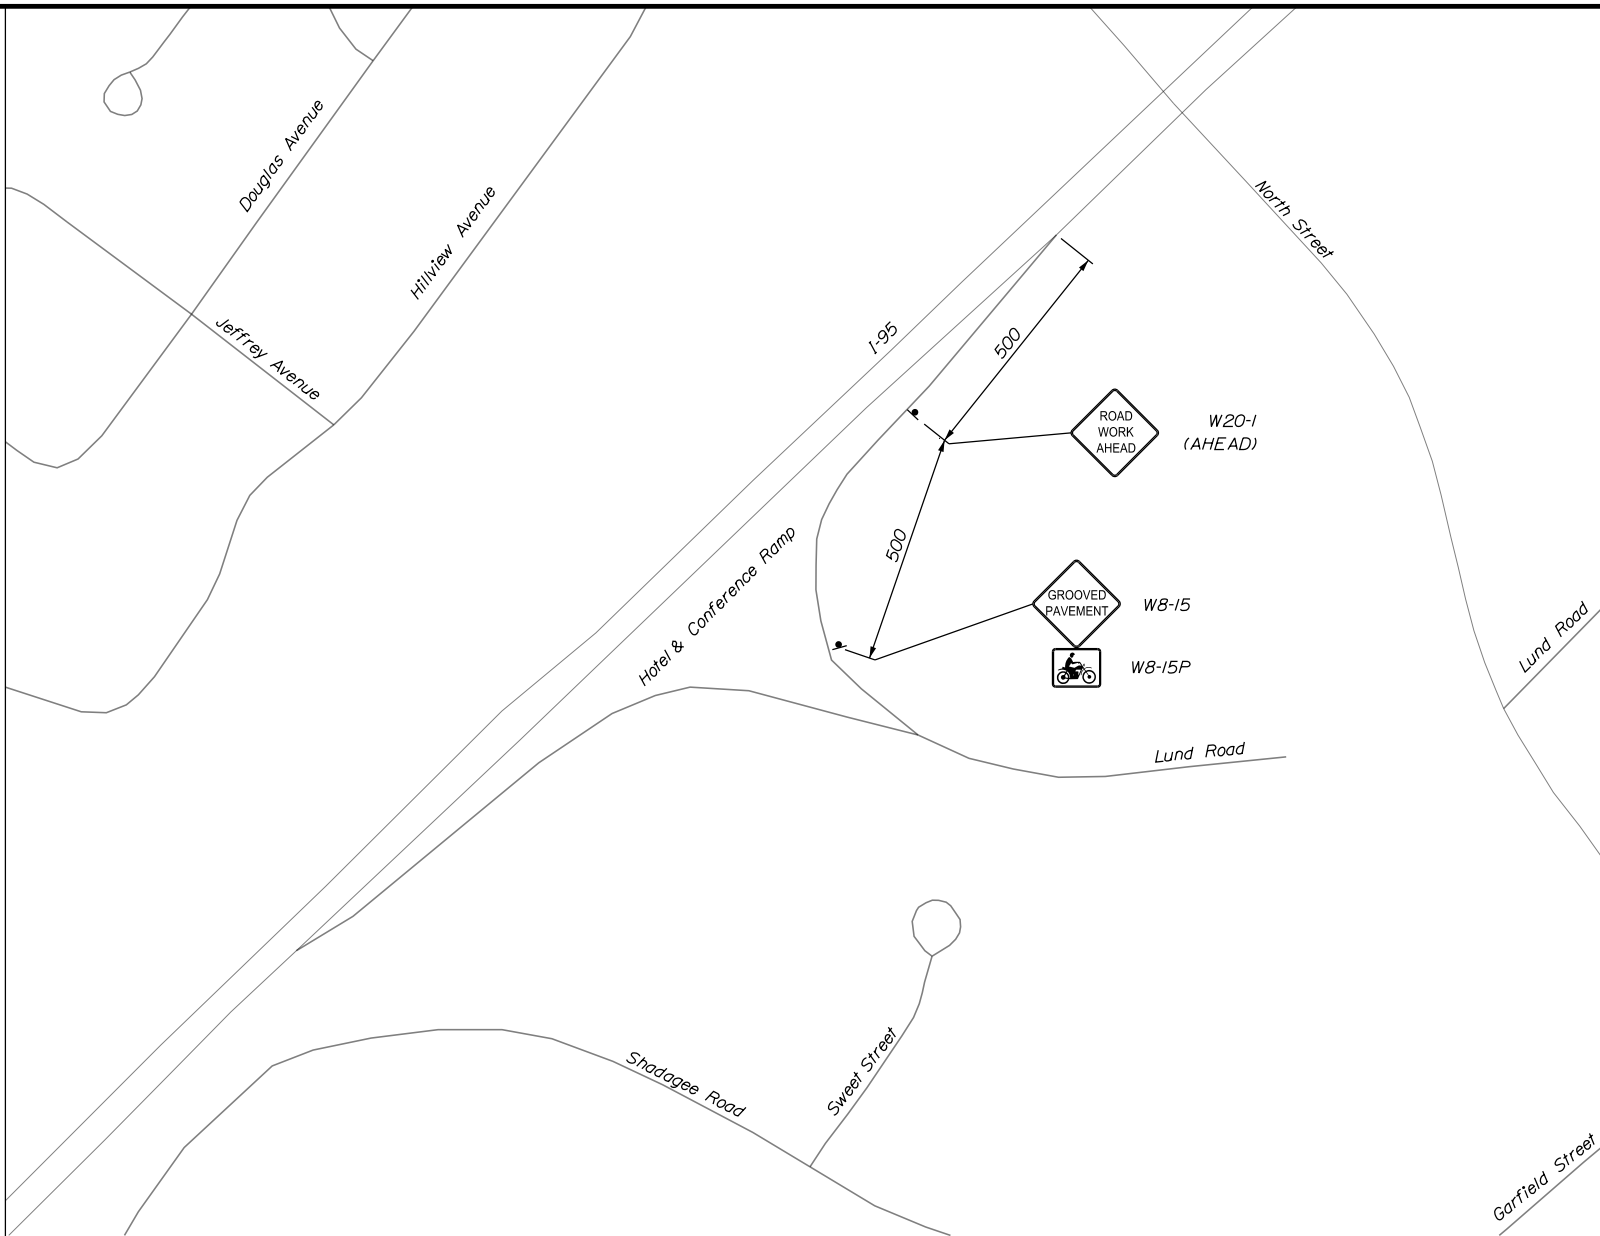 Douglas Avenue
Hillview Avenue
Jeffrey Avenue
North Street
I-95
500
ROAD
WORK
AHEAD
W20-1
(AHEAD)
500
Hotel & Conference Ramp
GROOVED
PAVEMENT
W8-15
W8-15P
Lund Road
Lund Road
Shadagee Road
Sweet Street
Garfield Street